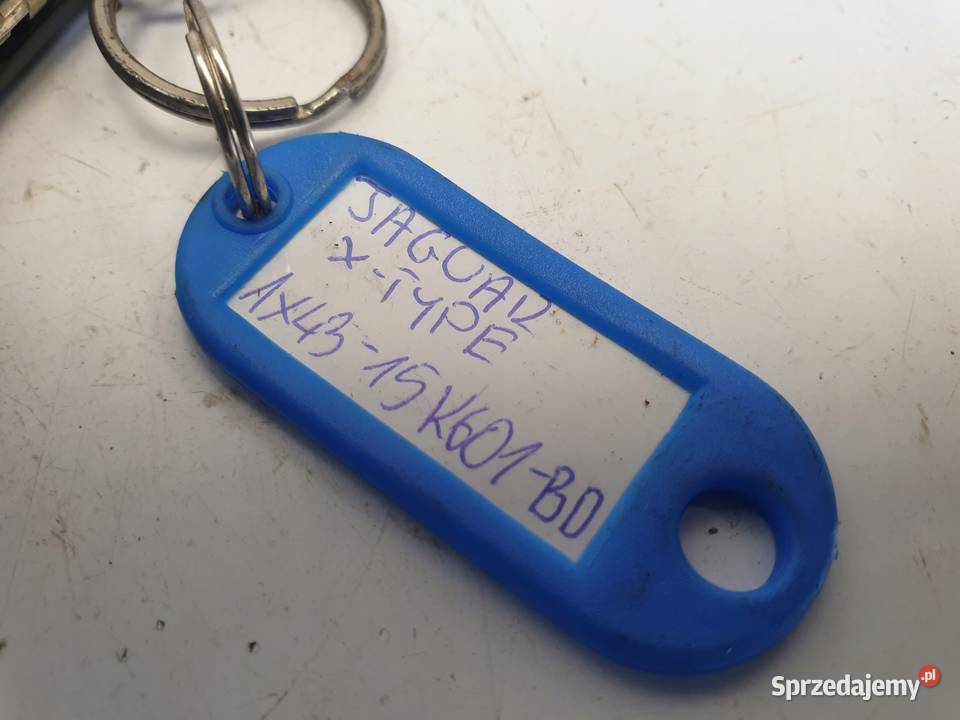 JAGUAR
X-TYPE
1X43-15K601-BD
Sprzedajemy.pl